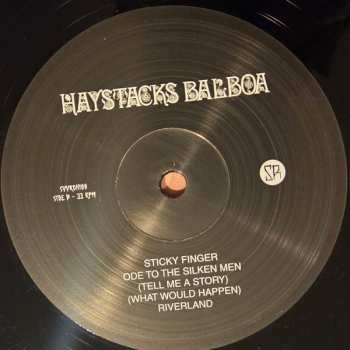 HAYSTACKS BALBOA
SR
SIDE B - 33 RPM
STICKY FINGER
ODE TO THE SILKEN MEN
(TELL ME A STORY)
(WHAT WOULD HAPPEN)
RIVERLAND